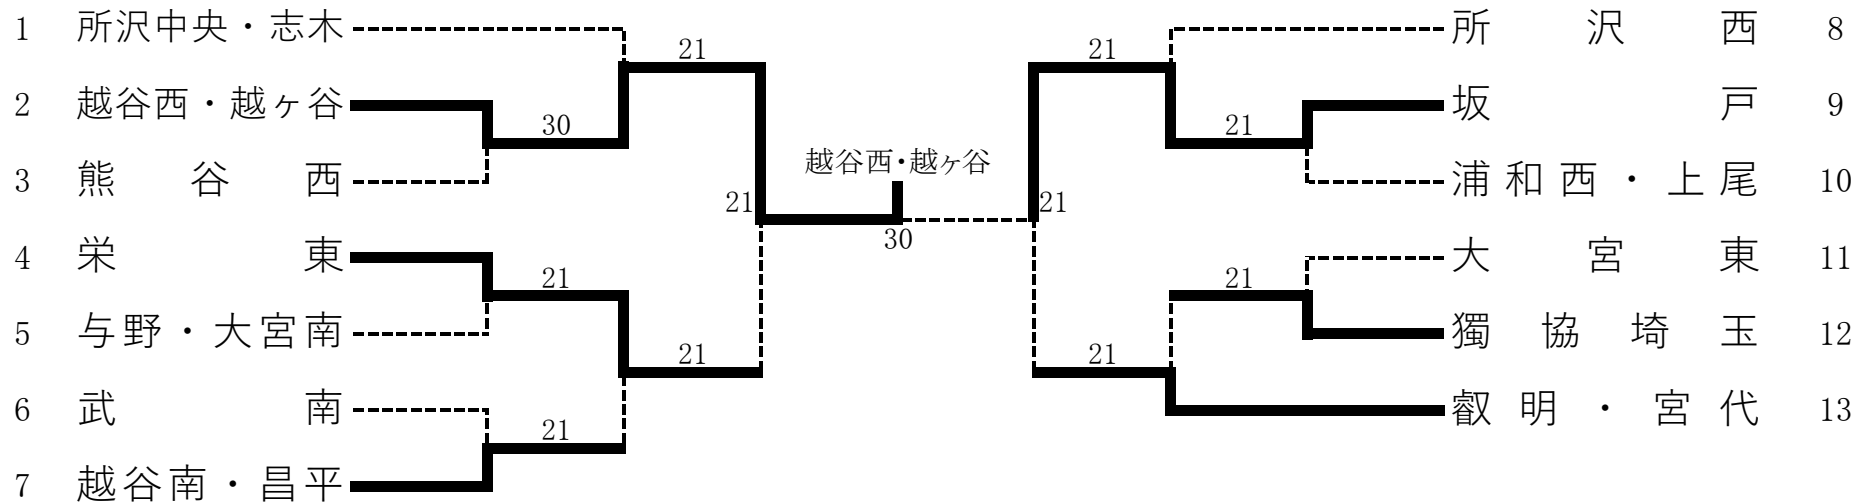 1 所沢中央・志木
2 越谷西・越ヶ谷
3 熊谷西
4 栄東
5 与野・大宮南
6 武南
7 越谷南・昌平
21
30
21
21
21
21
越谷西・越ヶ谷
30
21
21
21
21
21
所沢西 8
坂戸 9
浦和西・上尾 10
大宮東 11
獨協埼玉 12
叡明・宮代 13